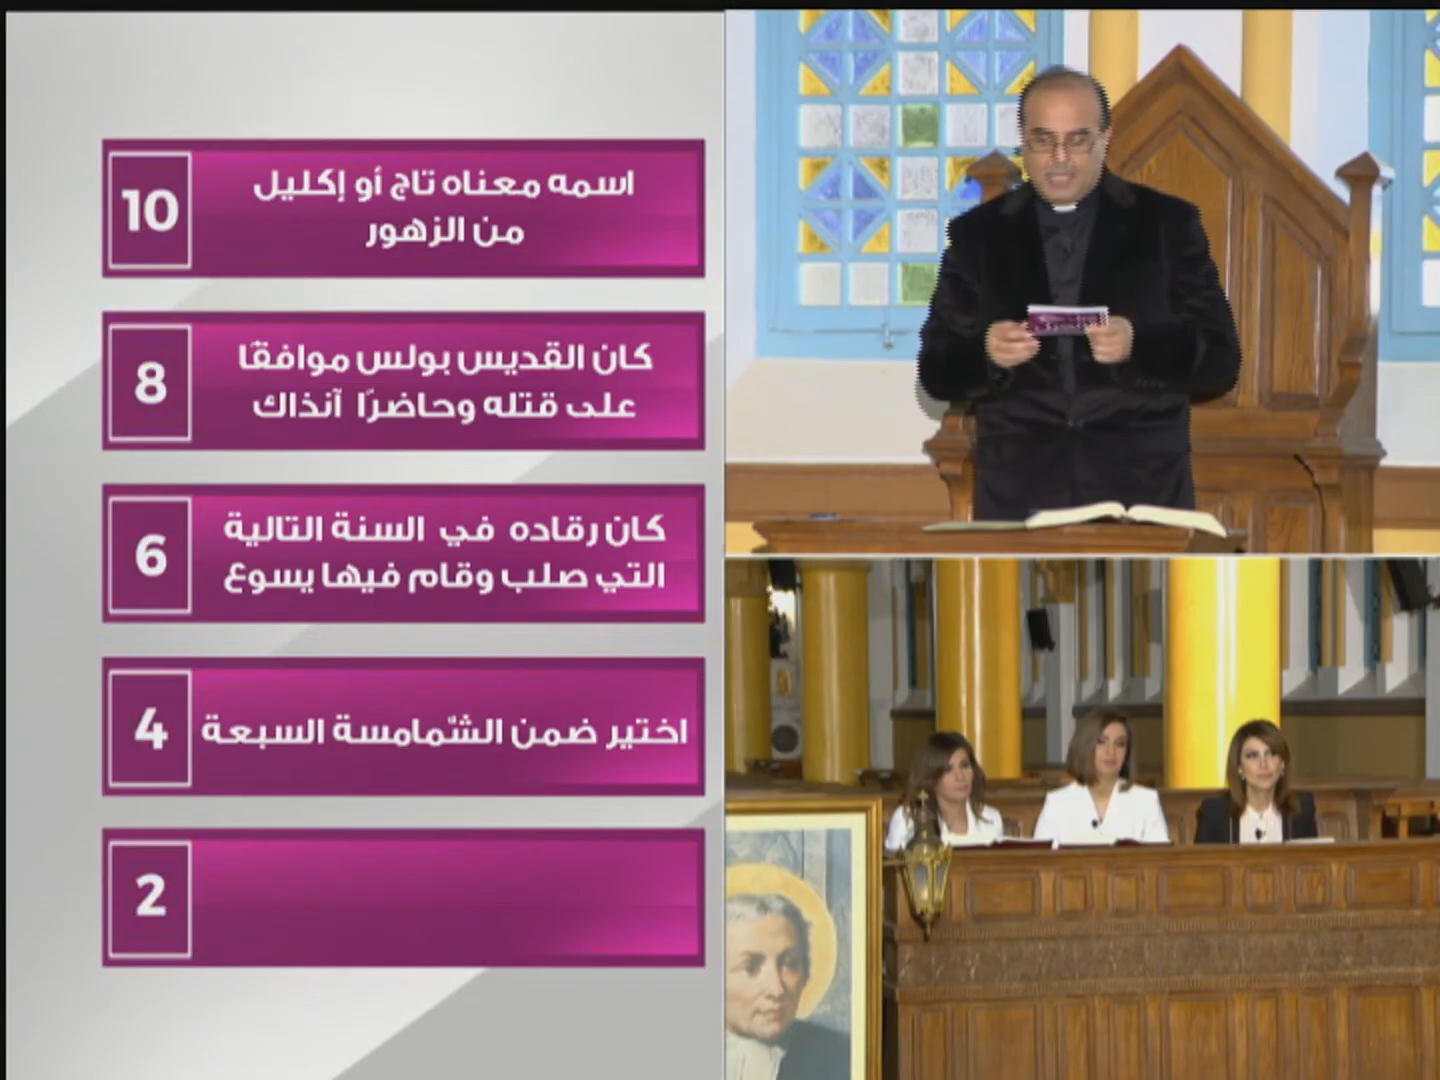 10
اسمه معناه تاج أو إكليل
من الزهور
8
كان القديس بولس موافقًا
على قتله وحاضرًا آنذاك
6
كان رقاده في السنة التالية
التي صلب وقام فيها يسوع
4
اختير ضمن الشّمامسة السبعة
2